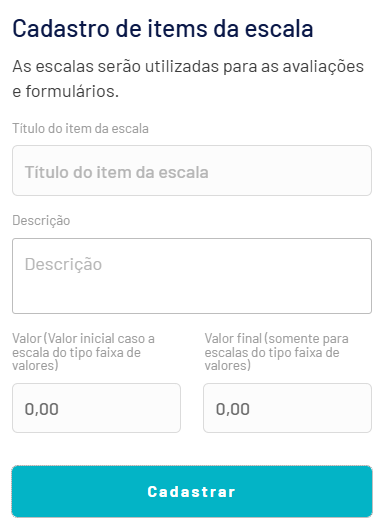 Cadastro de items da escala
As escalas serão utilizadas para as avaliações
e formulários.
Título do item da escala
Título do item da escala
Descrição
Descrição
Valor (Valor inicial caso a
escala do tipo faixa de
valores)
Valor final (somente para
escalas do tipo faixa de
valores)
0,00
0,00
Cadastrar